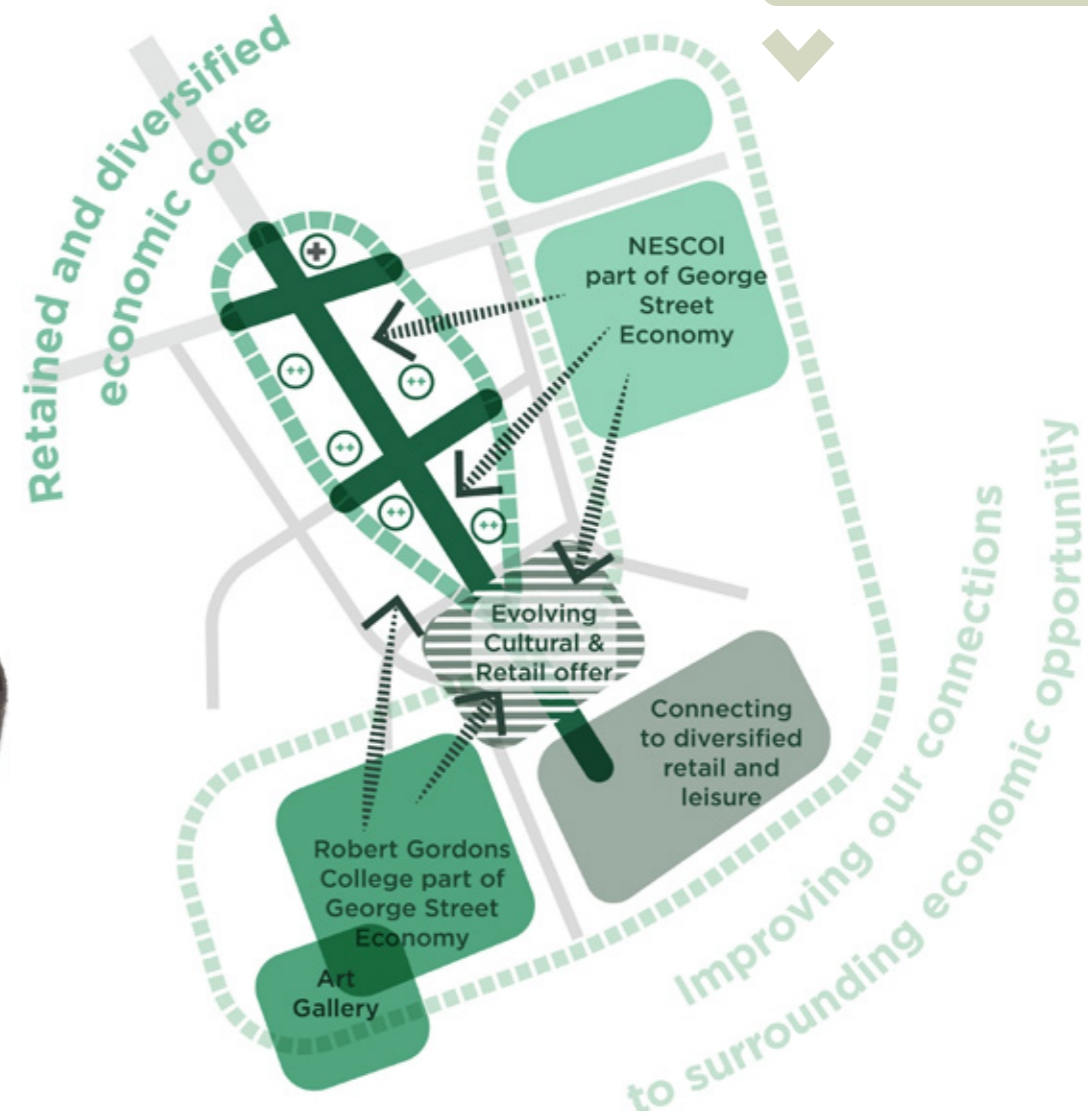 Retained and diversified
economic core
NESCOl
part of George
Street
Economy
++
++
++
++
++
Evolving
Cultural &
Retail offer
Connecting
to diversified
retail and
leisure
Robert Gordons
College part of
George Street
Economy
Art
Gallery
Improving our connections
to surrounding economic opportunitiy